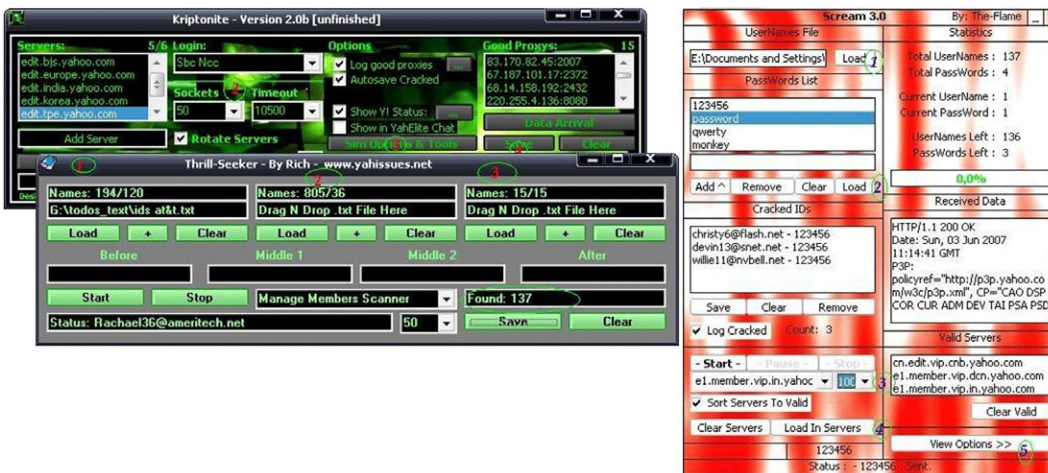 Kriptonite - Version 2.0b [unfinished]
Servers: 5/6
edit.bjs.yahoo.com
edit.europe.yahoo.com
edit.india.yahoo.com
edit.korea.yahoo.com
edit.tpe.yahoo.com
Add Server
Login:
Sbc Ncc
Sockets
Timeout
50
10500
Rotate Servers
Options
Log good proxies
...
Autosave Cracked
Show Y! Status:
...
Show in YahElite Chat
Sim Options & Tools
Good Proxys: 15
83.170.82.45:2007
67.187.101.17:2372
68.14.158.192:2432
220.255.4.136:8080
Data Arrival
Save
Clear
Thrill-Seeker - By Rich - www.yahissues.net
1
2
3
Names: 194/120
Names: 805/36
Names: 15/15
G:\todos_text\ids at&t.txt
Drag N Drop .txt File Here
Drag N Drop .txt File Here
Load + Clear
Load + Clear
Load + Clear
Before
Middle 1
Middle 2
After
Start
Stop
Manage Members Scanner
Found: 137
Status: Rachael36@ameritech.net
50
Save
Clear
Scream 3.0
By: The-Flame
UserNames File
E:\Documents and Settings\
Load
1
PassWords List
123456
password
qwerty
monkey
Add ^
Remove
Clear
Load
2
Cracked IDs
christy6@flash.net - 123456
devin13@snet.net - 123456
willie11@nvbell.net - 123456
Save
Clear
Remove
Log Cracked
Count: 3
- Start -
- Pause -
- Stop -
e1.member.vip.in.yahoc
100
3
Sort Servers To Valid
Clear Servers
Load In Servers
4
123456
Status : - 123456 : Sent.
Statistics
Total UserNames : 137
Total PassWords : 4
Current UserName : 1
Current PassWord : 1
UserNames Left : 136
PassWords Left : 3
0,0%
Received Data
HTTP/1.1 200 OK
Date: Sun, 03 Jun 2007
11:14:41 GMT
P3P:
policyref="http://p3p.yahoo.co
m/w3c/p3p.xml", CP="CAO DSP
COR CUR ADM DEV TAI PSA PSD
Valid Servers
cn.edit.vip.cnb.yahoo.com
e1.member.vip.dcn.yahoo.com
e1.member.vip.in.yahoo.com
Clear Valid
View Options >>
5